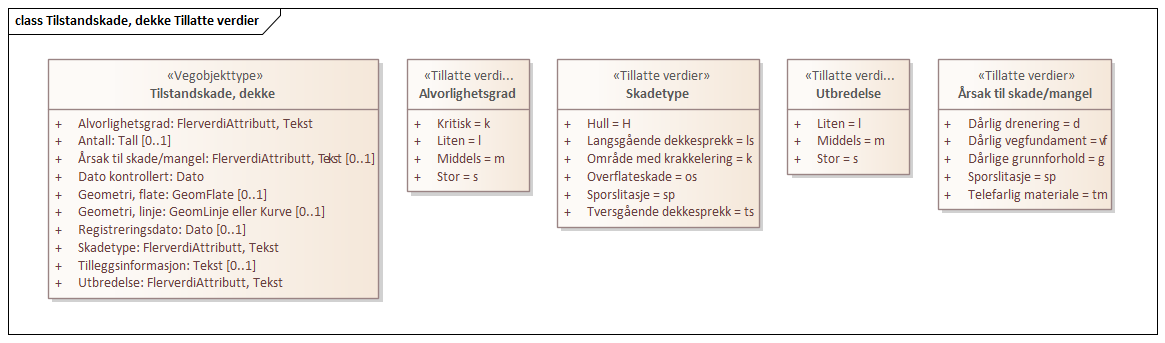 class Tilstandskade, dekke Tillatte verdier
«Vegobjekttype»
Tilstandskade, dekke
+ Alvorlighetsgrad: FlerverdiAttributt, Tekst
+ Antall: Tall [0..1]
+ Årsak til skade/mangel: FlerverdiAttributt, Tekst [0..1]
+ Dato kontrollert: Dato
+ Geometri, flate: GeomFlate [0..1]
+ Geometri, linje: GeomLinje eller Kurve [0..1]
+ Registreringsdato: Dato [0..1]
+ Skadetype: FlerverdiAttributt, Tekst
+ Tilleggsinformasjon: Tekst [0..1]
+ Utbredelse: FlerverdiAttributt, Tekst
«Tillatte verdi...
Alvorlighetsgrad
+ Kritisk = k
+ Liten = l
+ Middels = m
+ Stor = s
«Tillatte verdier»
Skadetype
+ Hull = H
+ Langsgående dekkesprekk = ls
+ Område med krakkelering = k
+ Overflateskade = os
+ Sporslitasje = sp
+ Tversgående dekkesprekk = ts
«Tillatte verdi...
Utbredelse
+ Liten = l
+ Middels = m
+ Stor = s
«Tillatte verdier»
Årsak til skade/mangel
+ Dårlig drenering = d
+ Dårlig vegfundament = vf
+ Dårlige grunnforhold = g
+ Sporslitasje = sp
+ Telefarlig materiale = tm